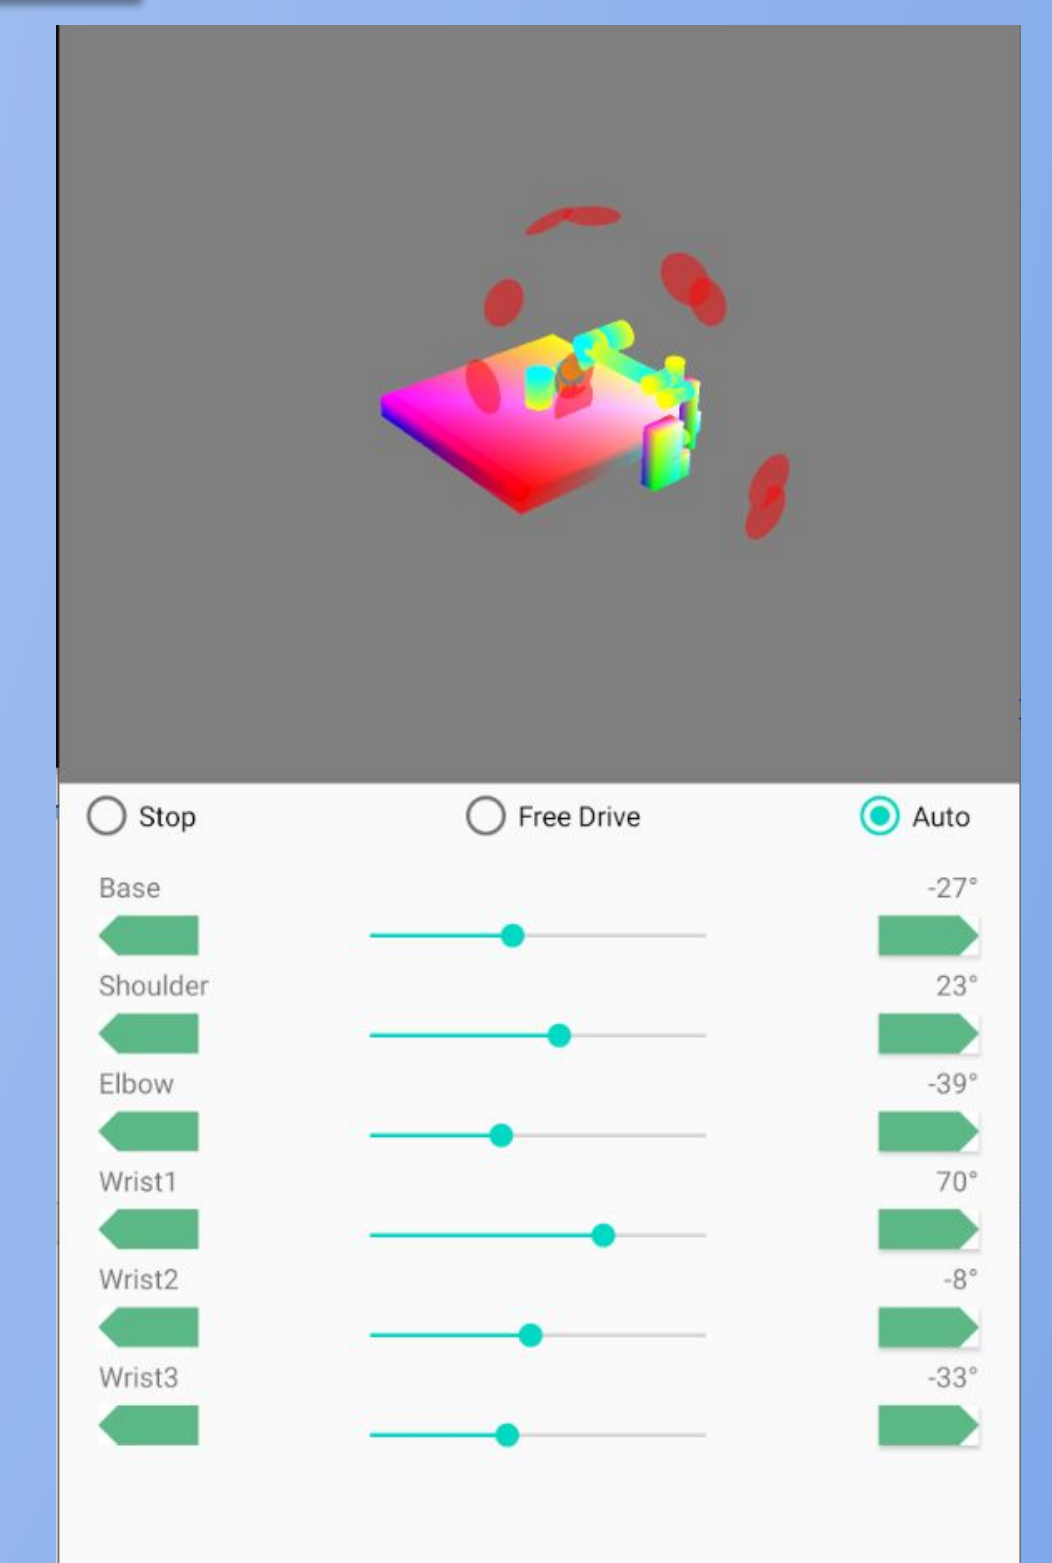 Stop Free Drive Auto
Base -27°
Shoulder 23°
Elbow -39°
Wrist1 70°
Wrist2 -8°
Wrist3 -33°